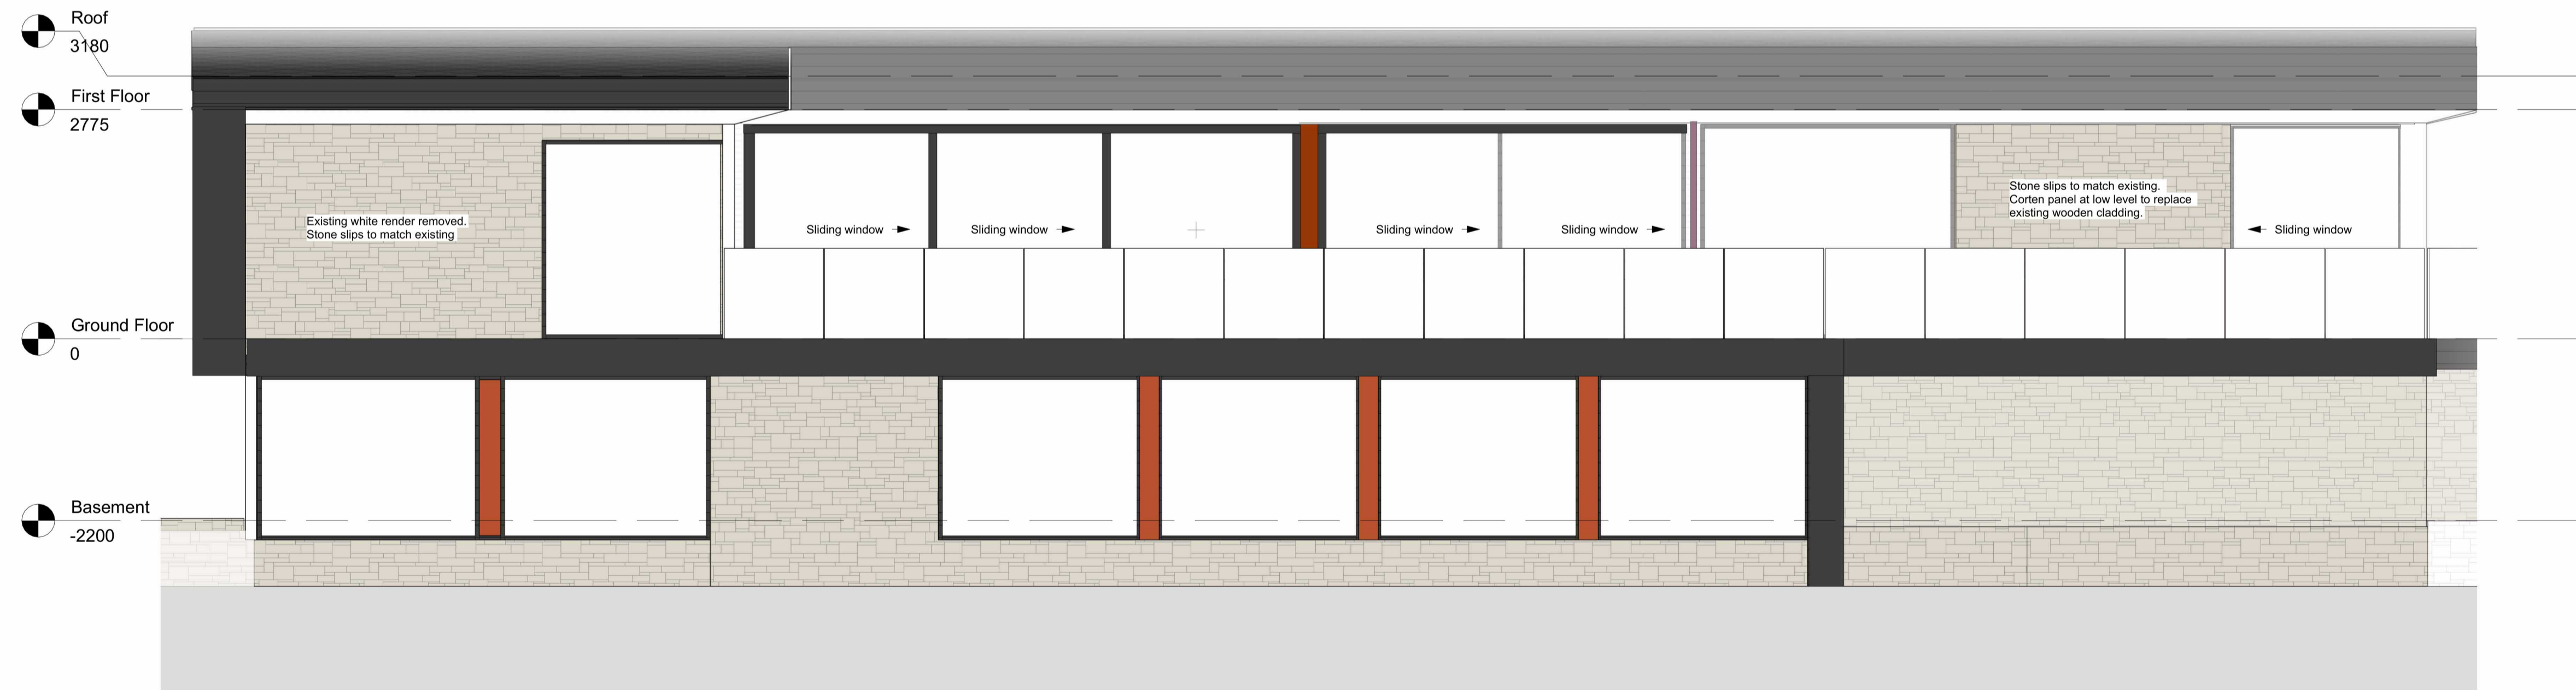 Roof
3180
First Floor
2775
Existing white render removed.
Stone slips to match existing
Sliding window
Sliding window
Sliding window
Sliding window
Stone slips to match existing.
Corten panel at low level to replace
existing wooden cladding.
Sliding window
Ground Floor
0
Basement
-2200